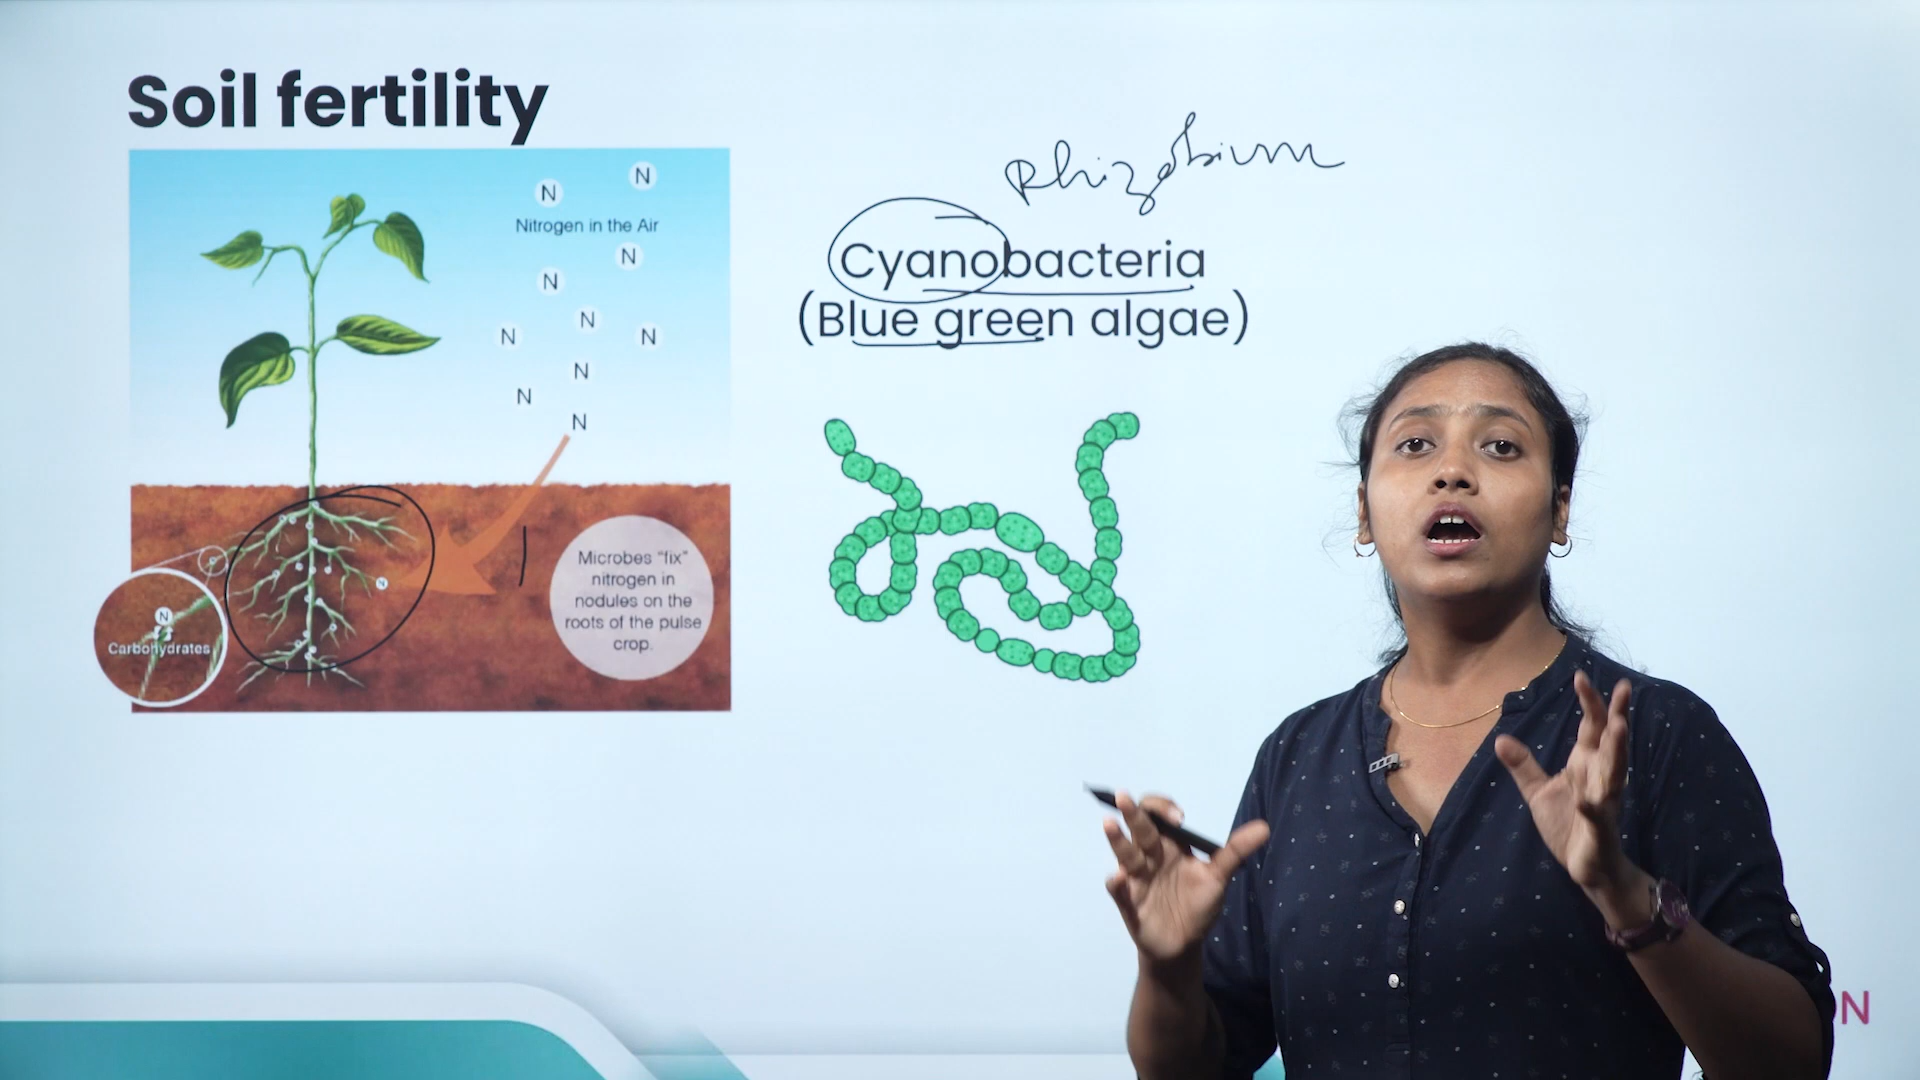 Soil fertility
N
N
Nitrogen in the Air
N
N
N
N
N
N
N
N
Microbes "fix"
nitrogen in
nodules on the
roots of the pulse
crop.
N
N
Carbohydrates
Rhizobium
Cyanobacteria
(Blue green algae)
N